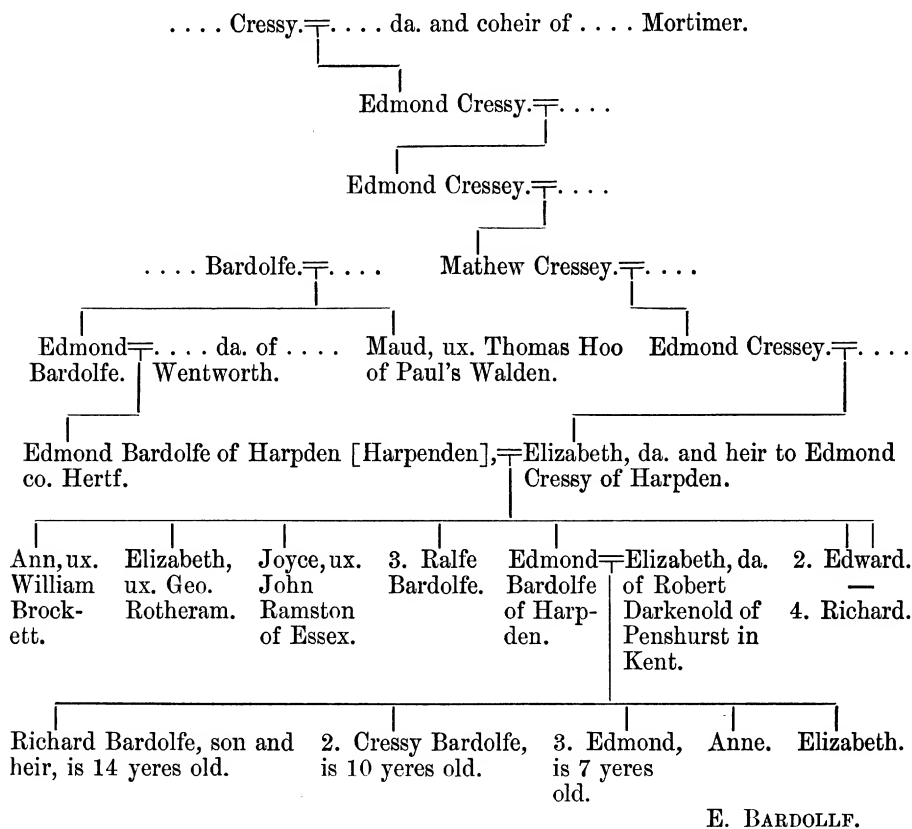 . . . . Cressy.╤. . . . da. and coheir of . . . . Mortimer.
Edmond Cressy.╤. . . .
Edmond Cressey.╤. . . .
. . . . Bardolfe.╤. . . .
Mathew Cressey.╤. . . .
Edmond╤. . . . da. of . . . .
Bardolfe. Wentworth.
Maud, ux. Thomas Hoo
of Paul's Walden.
Edmond Cressey.╤. . . .
Edmond Bardolfe of Harpden [Harpenden],╤
co. Hertf.
Elizabeth, da. and heir to Edmond
Cressy of Harpden.
Ann, ux.
William
Brock-
ett.
Elizabeth,
ux. Geo.
Rotheram.
Joyce, ux.
John
Ramston
of Essex.
3. Ralfe
Bardolfe.
Edmond╤
Bardolfe
of Harp-
den.
Elizabeth, da.
of Robert
Darkenold of
Penshurst in
Kent.
2. Edward.
—
4. Richard.
Richard Bardolfe, son and
heir, is 14 yeres old.
2. Cressy Bardolfe,
is 10 yeres old.
3. Edmond,
is 7 yeres
old.
Anne.
Elizabeth.
E. BARDOLLF.